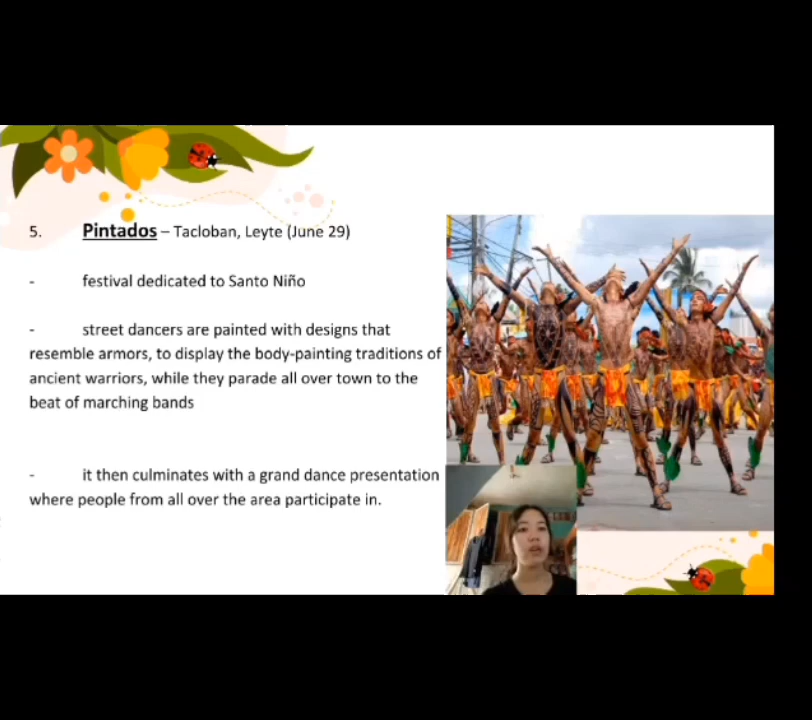 5. Pintados – Tacloban, Leyte (June 29)
- festival dedicated to Santo Niño
- street dancers are painted with designs that
resemble armors, to display the body-painting traditions of
ancient warriors, while they parade all over town to the
beat of marching bands
- it then culminates with a grand dance presentation
where people from all over the area participate in.